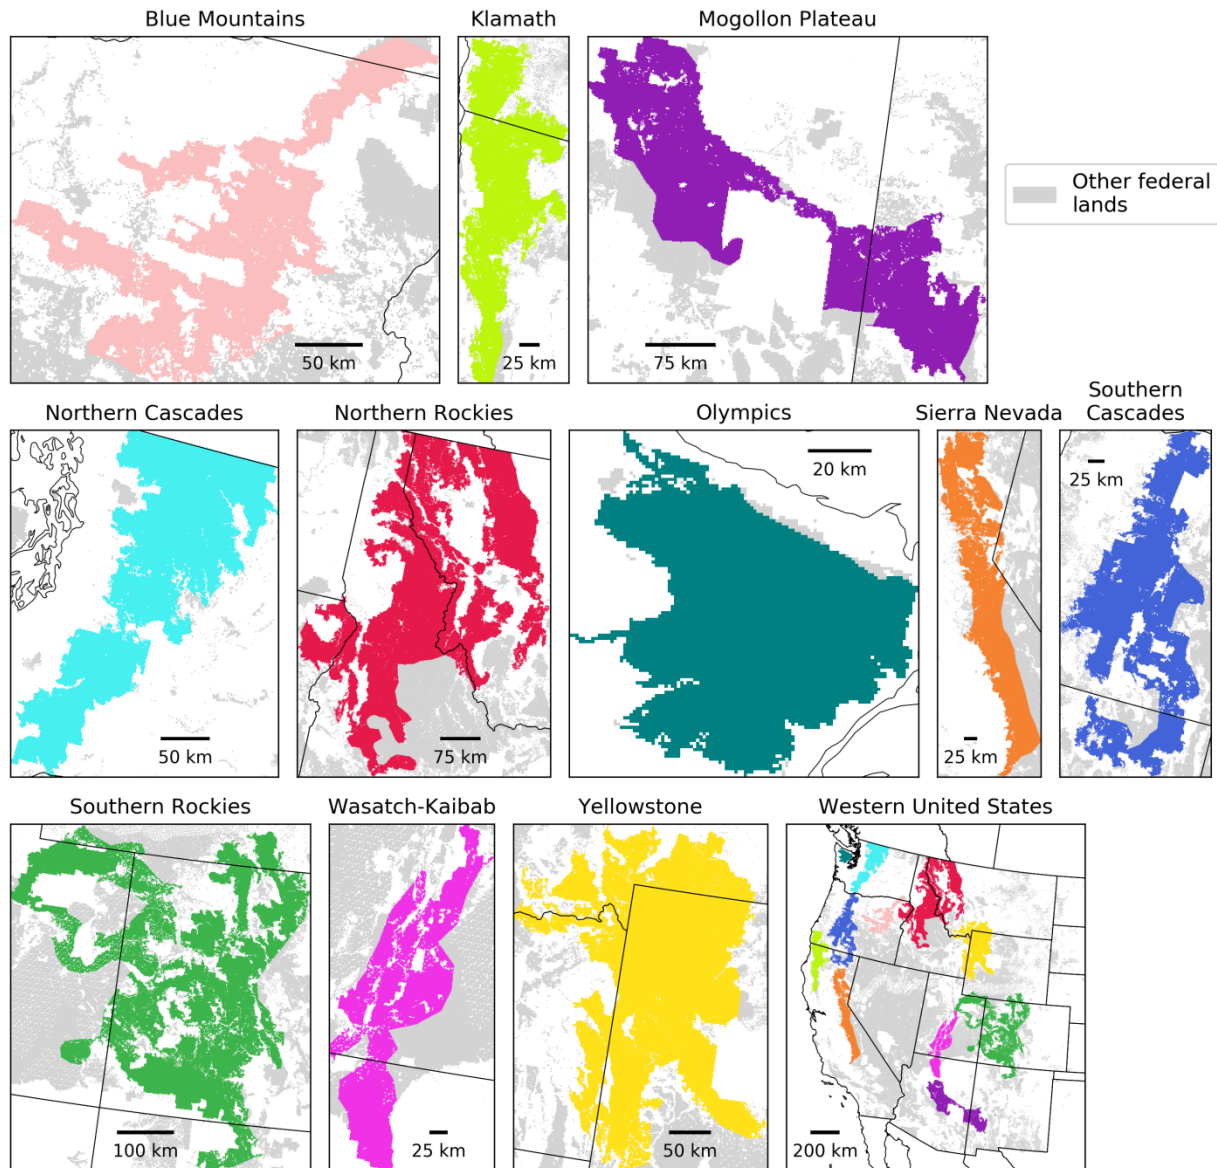 Blue Mountains
Klamath
Mogollon Plateau
Other federal
lands
50 km
25 km
75 km
Northern Cascades
Northern Rockies
Olympics
Sierra Nevada
Southern
Cascades
20 km
25 km
50 km
75 km
25 km
Southern Rockies
Wasatch-Kaibab
Yellowstone
Western United States
100 km
25 km
50 km
200 km